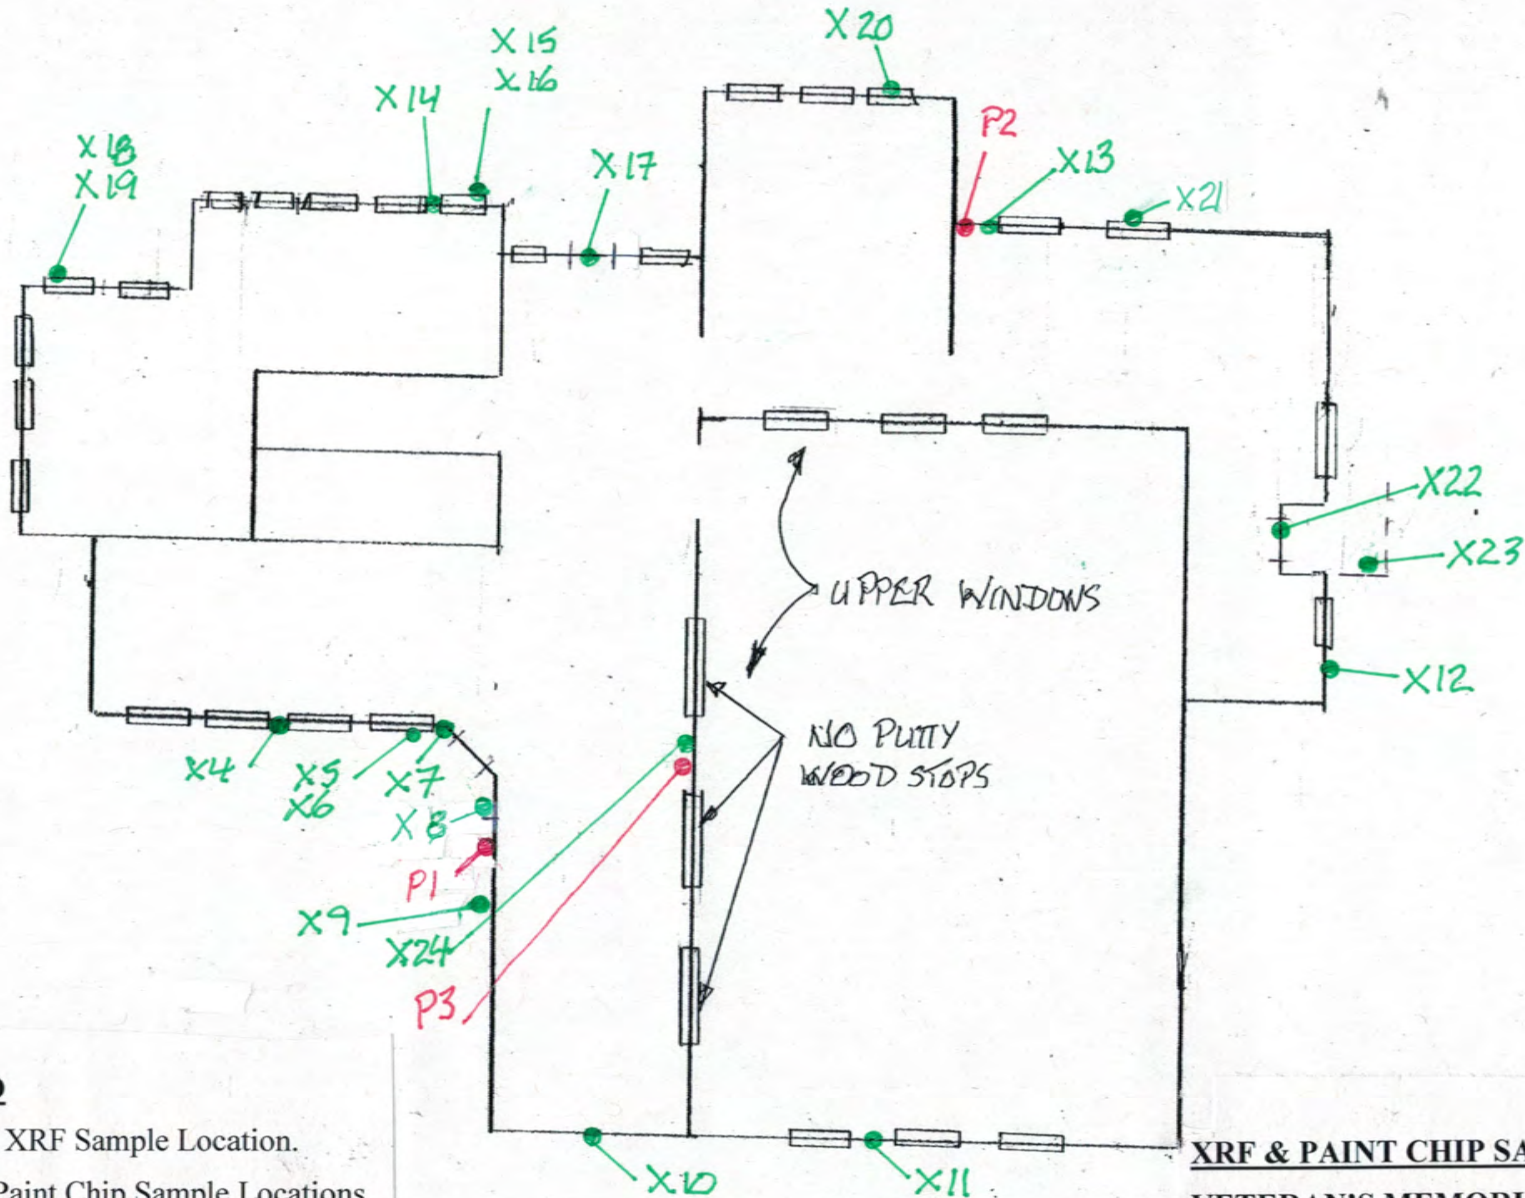 X20
X15
X16
X14
P2
X18
X19
X17
X13
X21
X22
X23
UPPER WINDOWS
X12
NO PUTTY
WOOD STOPS
X4
X5
X6
X7
X8
P1
X9
X24
P3
XRF Sample Location.
Paint Chip Sample Locations
X10
X11
XRF & PAINT CHIP SA